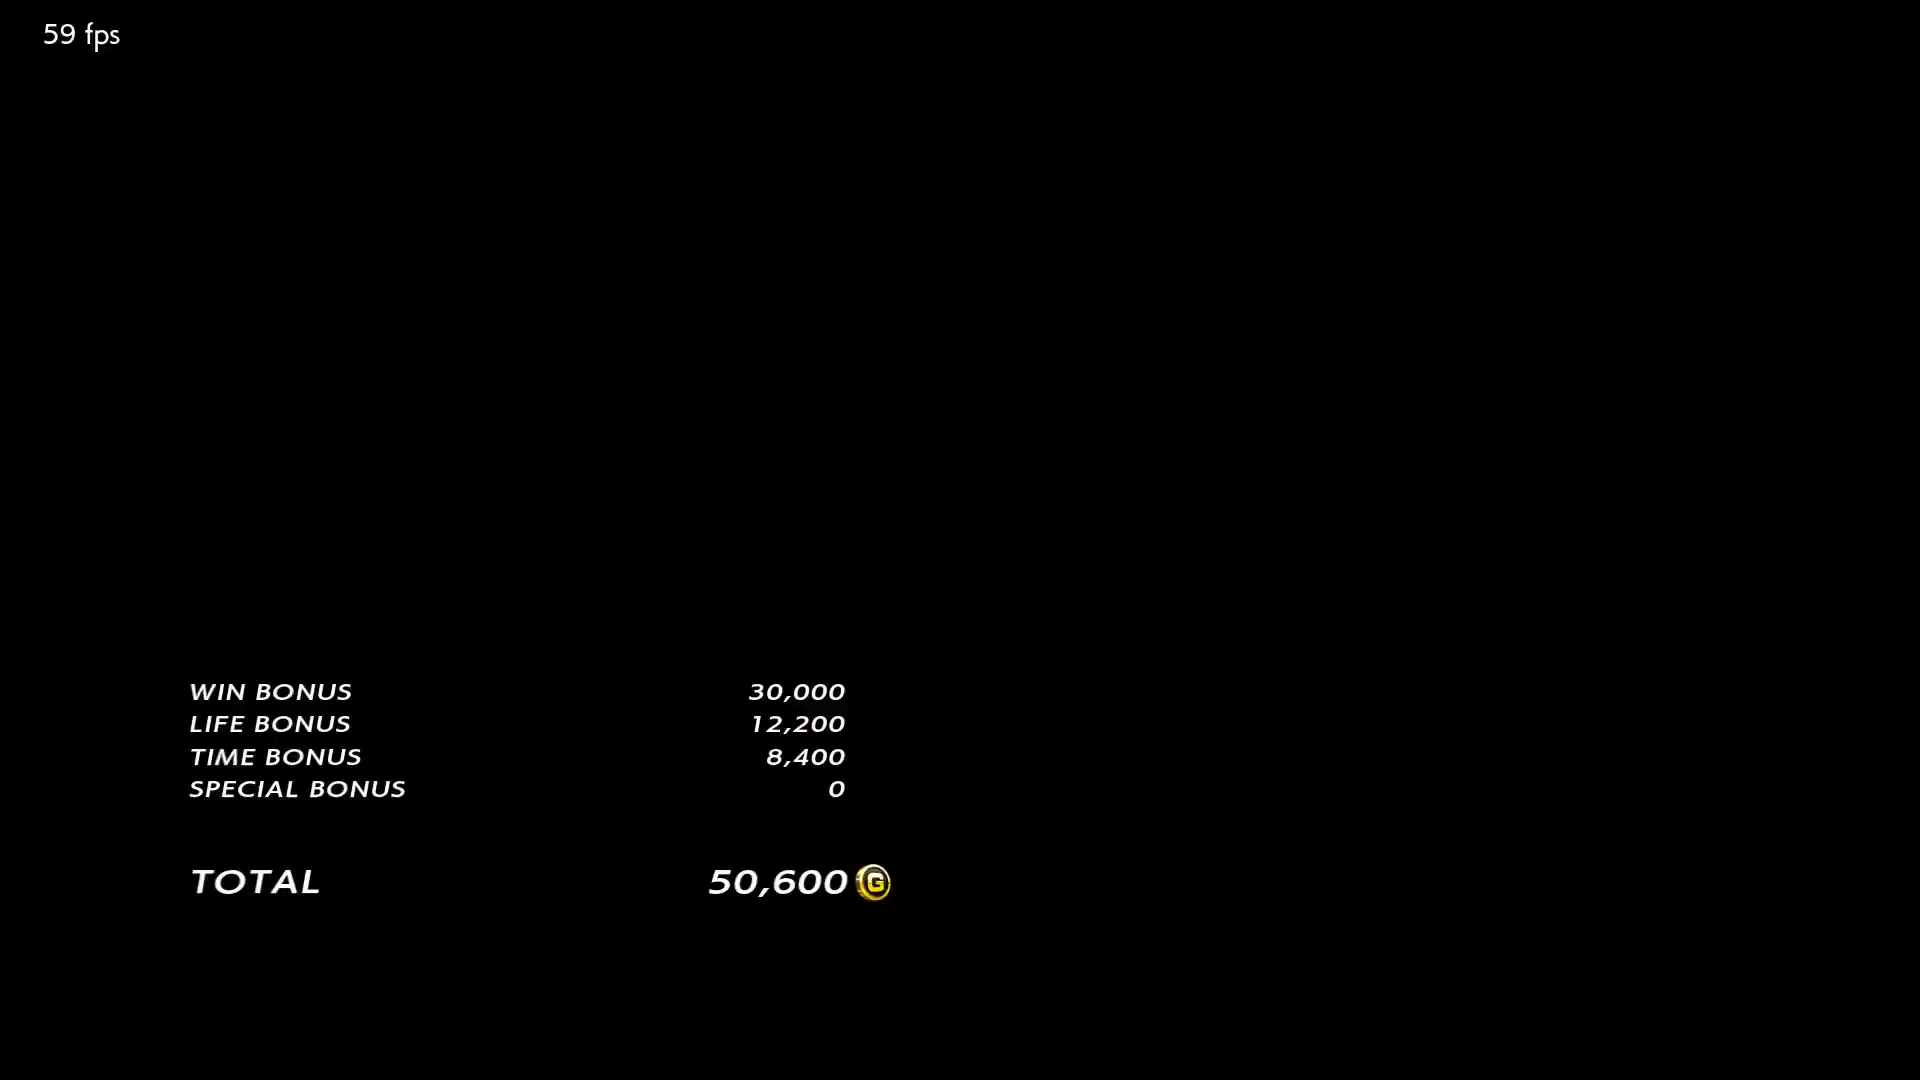 59 fps
WIN BONUS 30,000
LIFE BONUS 12,200
TIME BONUS 8,400
SPECIAL BONUS 0
TOTAL 50,600 G